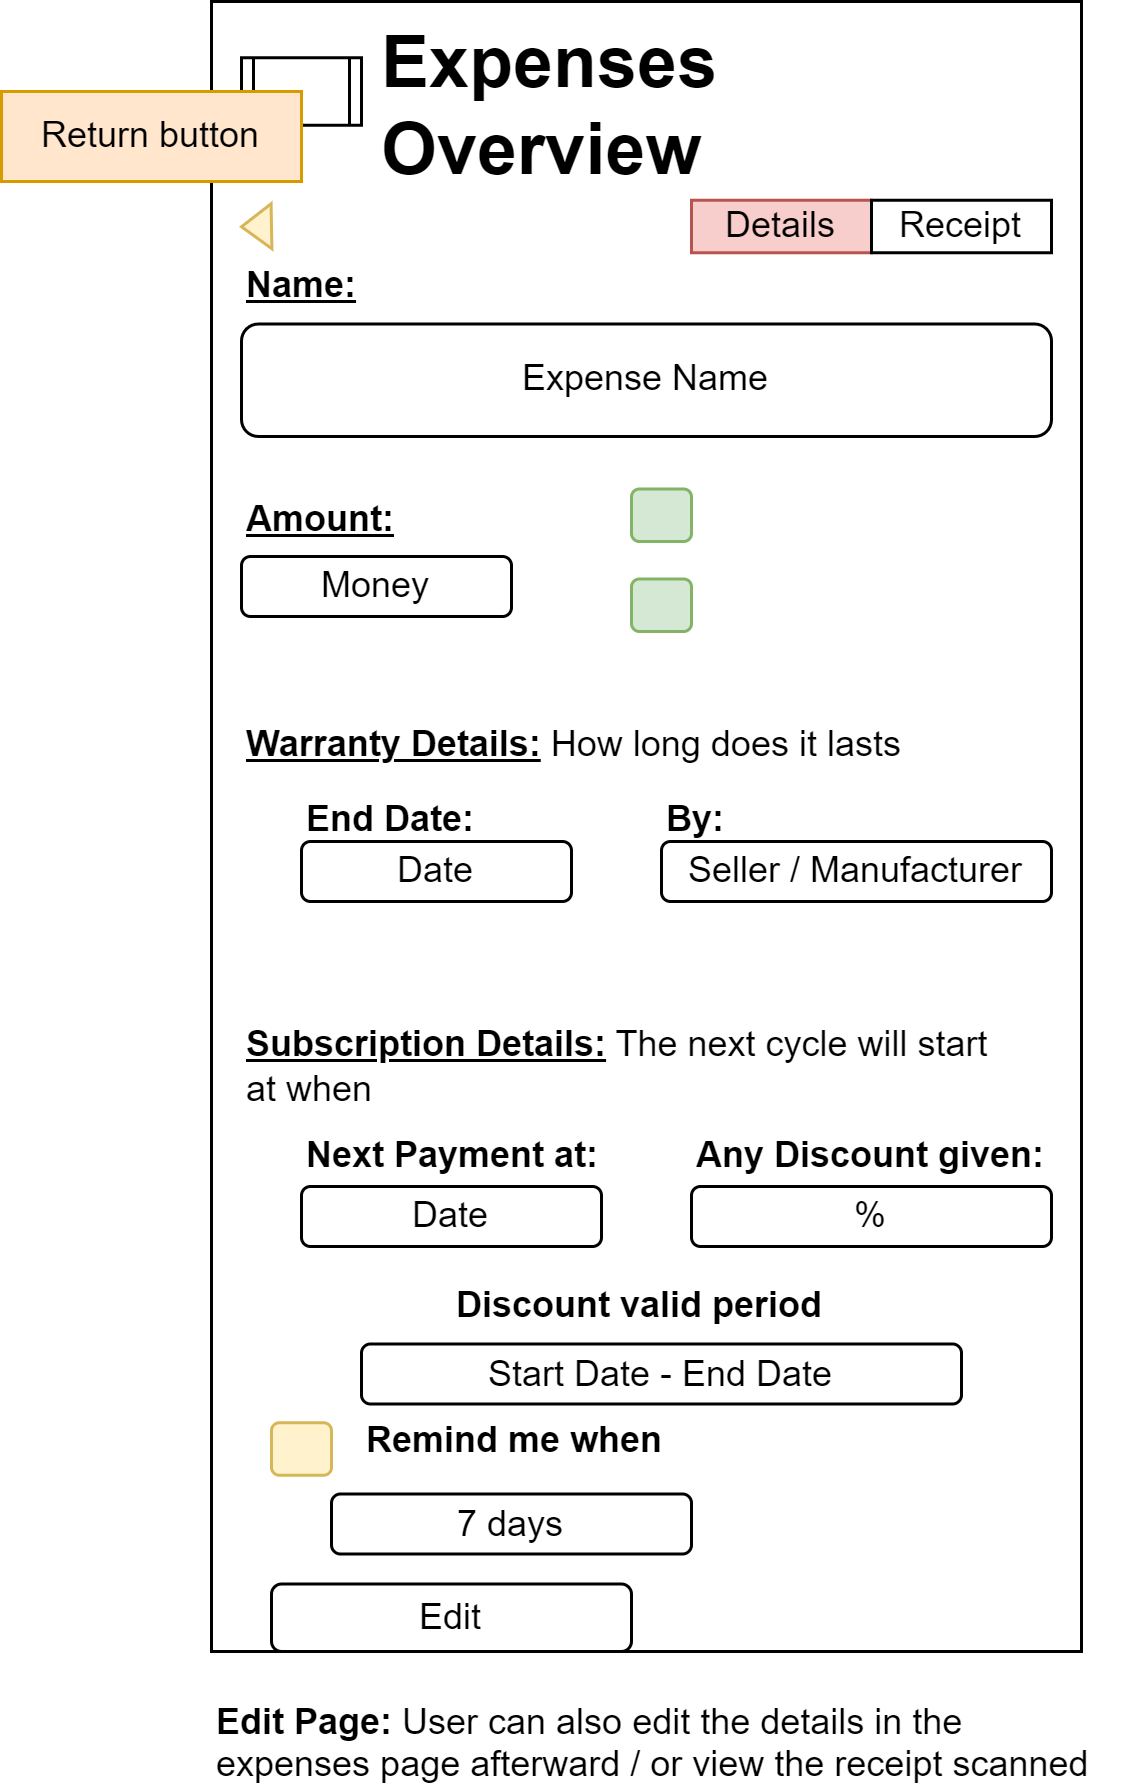 Expenses
Overview
Return button
Details
Receipt
Name:
Expense Name
Amount:
Money
Warranty Details: How long does it lasts
End Date:
By:
Date
Seller / Manufacturer
Subscription Details: The next cycle will start
at when
Next Payment at:
Any Discount given:
Date
%
Discount valid period
Start Date - End Date
Remind me when
7 days
Edit
Edit Page: User can also edit the details in the
expenses page afterward / or view the receipt scanned